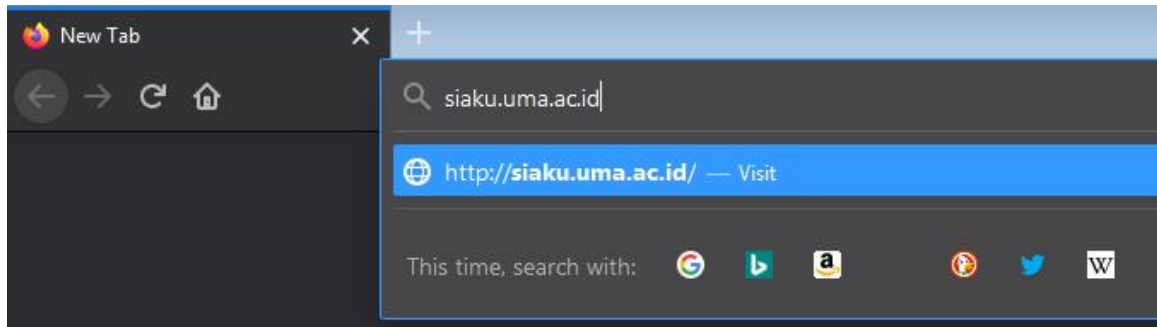 New Tab
siaku.uma.ac.id
http://siaku.uma.ac.id/ — Visit
This time, search with: